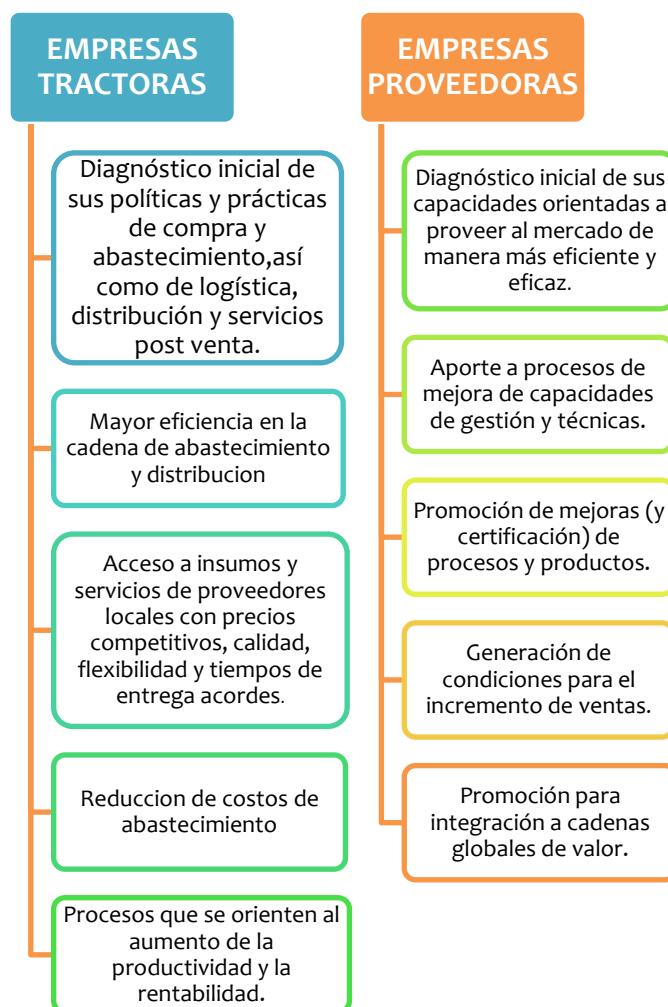 EMPRESAS
TRACTORAS
Diagnóstico inicial de
sus políticas y prácticas
de compra y
abastecimiento,así
como de logística,
distribución y servicios
post venta.
Mayor eficiencia en la
cadena de abastecimiento
y distribucion
Acceso a insumos y
servicios de proveedores
locales con precios
competitivos, calidad,
flexibilidad y tiempos de
entrega acordes.
Reduccion de costos de
abastecimiento
Procesos que se orienten al
aumento de la
productividad y la
rentabilidad.
EMPRESAS
PROVEEDORAS
Diagnóstico inicial de sus
capacidades orientadas a
proveer al mercado de
manera más eficiente y
eficaz.
Aporte a procesos de
mejora de capacidades
de gestión y técnicas.
Promoción de mejoras (y
certificación) de
procesos y productos.
Generación de
condiciones para el
incremento de ventas.
Promoción para
integración a cadenas
globales de valor.